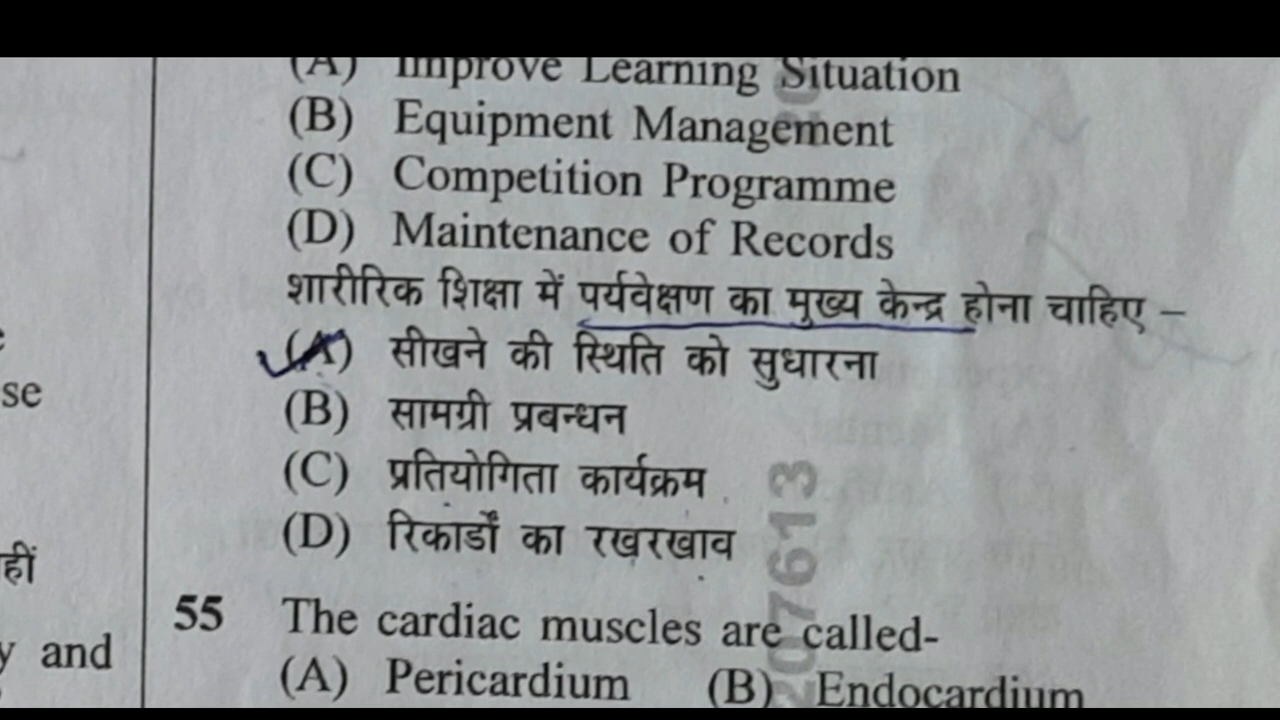 (A) Improve Learning Situation
(B) Equipment Management
(C) Competition Programme
(D) Maintenance of Records
शारीरिक शिक्षा में पर्यवेक्षण का मुख्य केन्द्र होना चाहिए –
(A) सीखने की स्थिति को सुधारना
(B) सामग्री प्रबन्धन
(C) प्रतियोगिता कार्यक्रम
(D) रिकार्डों का रखरखाव
se
हीं
y and
55 The cardiac muscles are called-
(A) Pericardium (B) Endocardium
207613